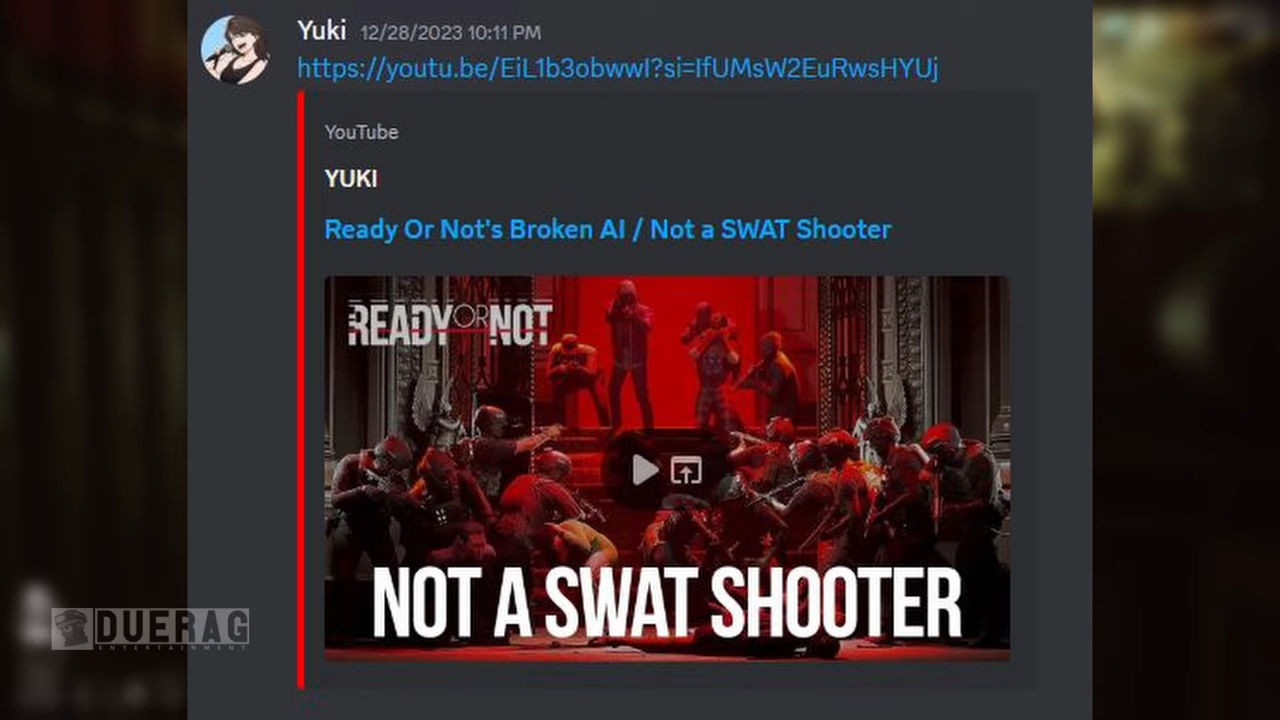 Yuki 12/28/2023 10:11 PM
https://youtu.be/EiL1b3obwwI?si=IfUMsW2EuRwsHYUj
YouTube
YUKI
Ready Or Not's Broken AI / Not a SWAT Shooter
READY OR NOT
NOT A SWAT SHOOTER
DUERAG
ENTERTAINMENT